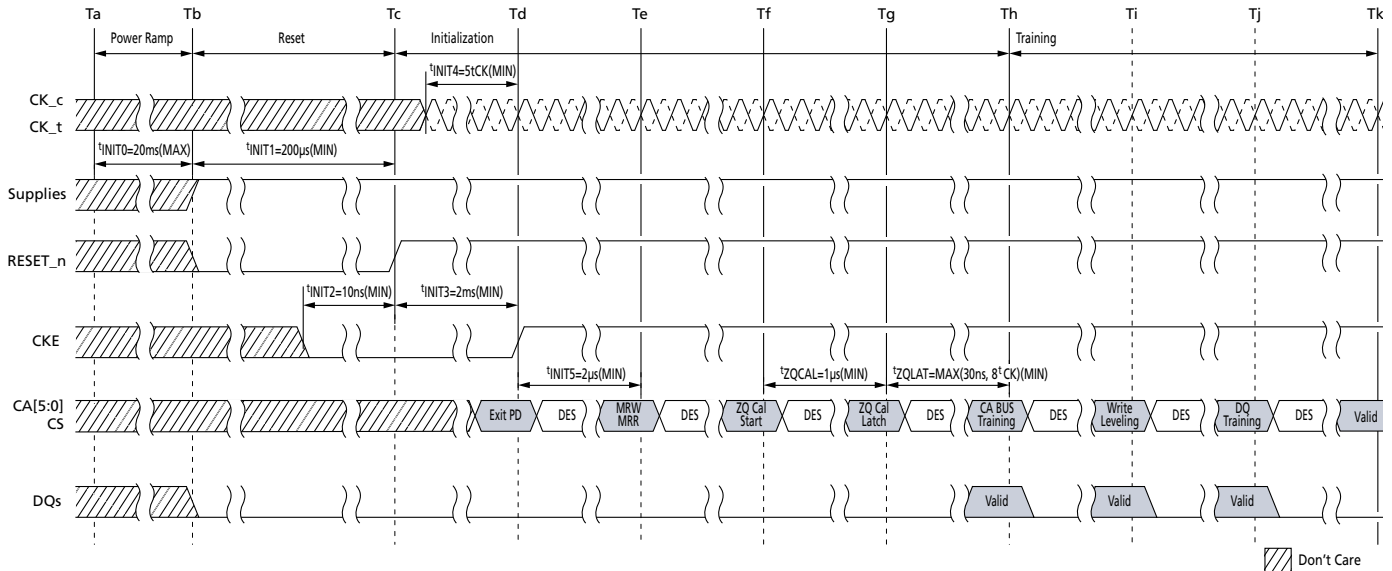 Ta Tb Tc Td Te Tf Tg Th Ti Tj Tk
Power Ramp Reset Initialization Training
tINIT4=5tCK(MIN)
CK_c
CK_t
tINIT0=20ms(MAX) tINIT1=200μs(MIN)
Supplies
RESET_n
tINIT2=10ns(MIN) tINIT3=2ms(MIN)
CKE
tINIT5=2μs(MIN) tZQCAL=1μs(MIN) tZQLAT=MAX(30ns, 8tCK)(MIN)
CA[5:0]
CS
Exit PD DES MRW MRR DES ZQ Cal Start DES ZQ Cal Latch DES CA BUS Training DES Write Leveling DES DQ Training DES Valid
DQs Valid Valid Valid
Don't Care